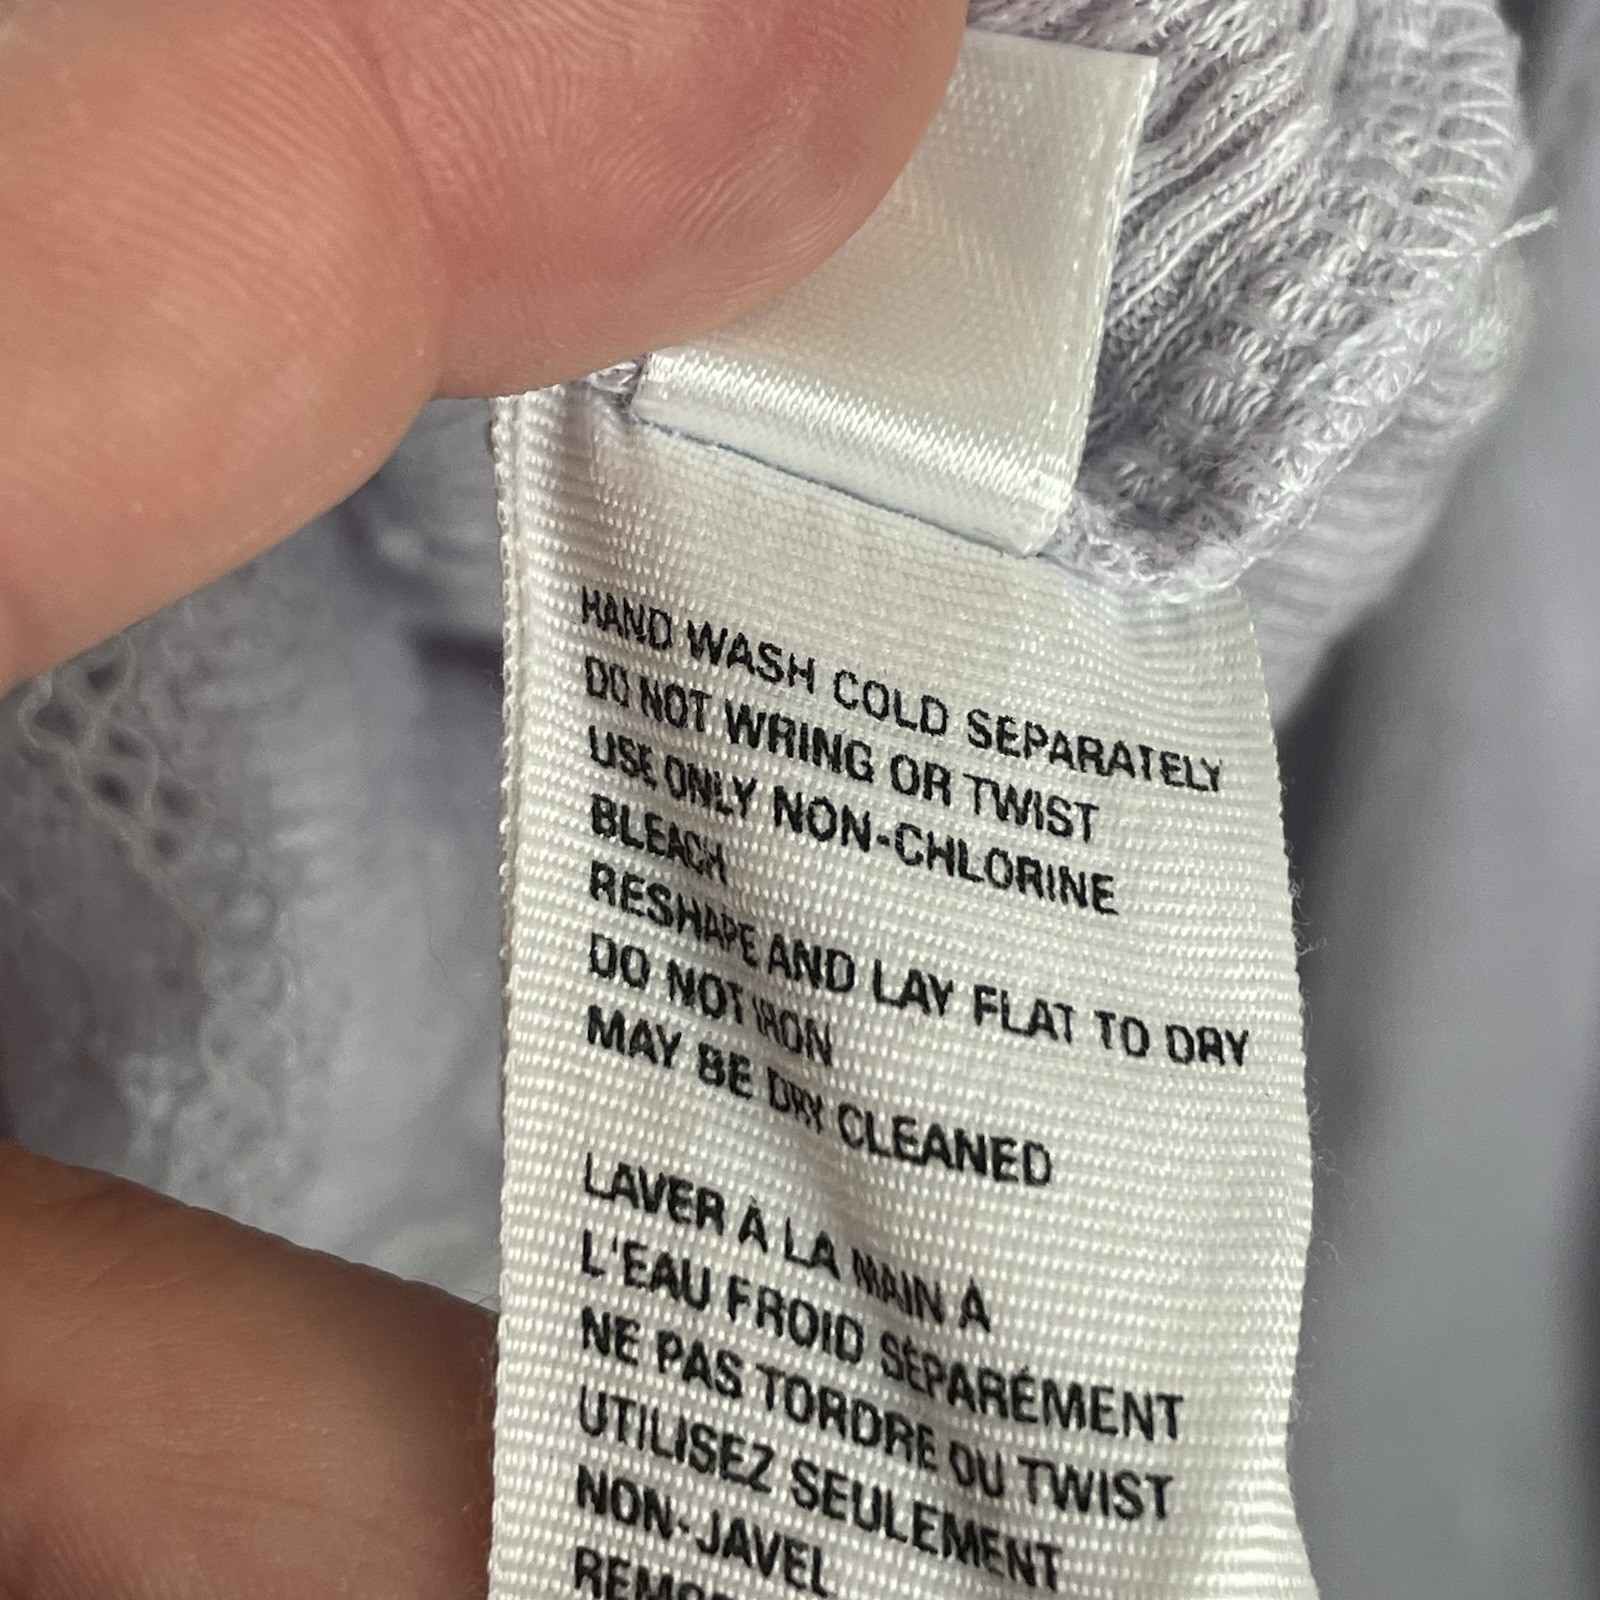 HAND WASH COLD SEPARATELY
DO NOT WRING OR TWIST
USE ONLY NON-CHLORINE
BLEACH
RESHAPE AND LAY FLAT TO DRY
DO NOT IRON
MAY BE DRY CLEANED
LAVER À LA MAIN À
L'EAU FROID SÉPARÉMENT
NE PAS TORDRE OU TWIST
UTILISEZ SEULEMENT
NON-JAVEL